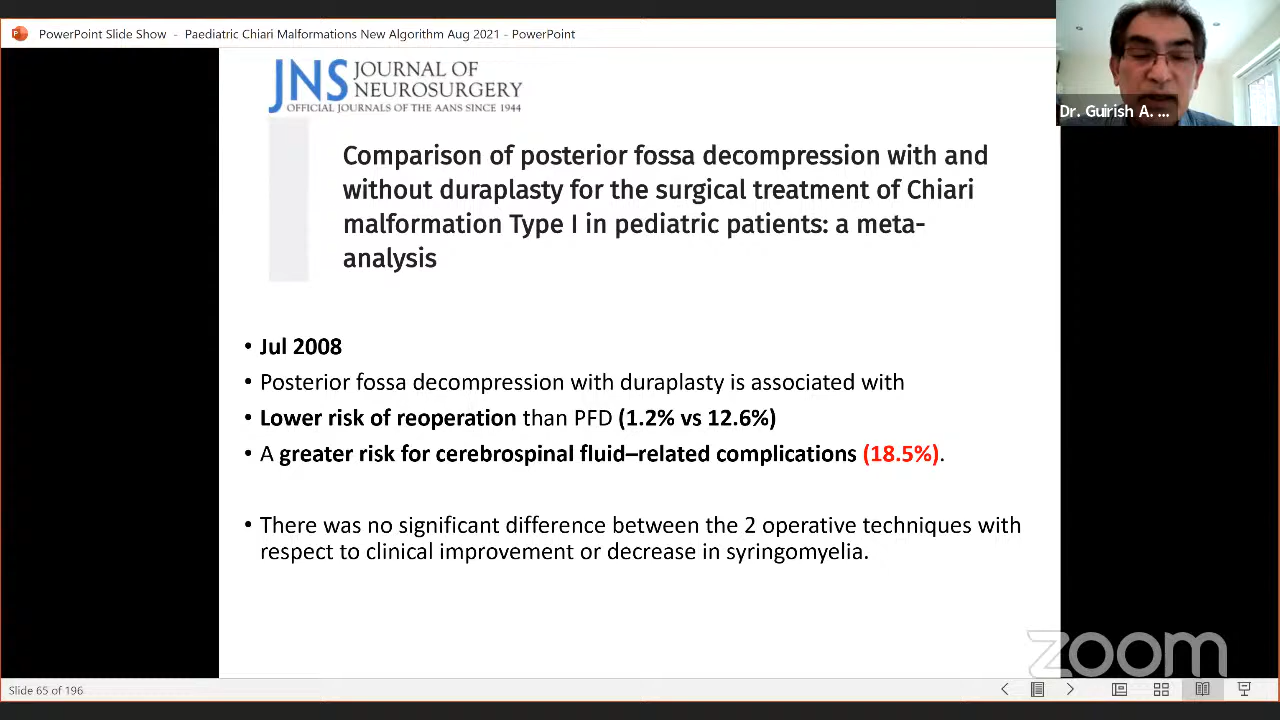 PowerPoint Slide Show - Paediatric Chiari Malformations New Algorithm Aug 2021 - PowerPoint
Dr. Guirish A. ...
JNS JOURNAL OF
NEUROSURGERY
OFFICIAL JOURNALS OF THE AANS SINCE 1944
Comparison of posterior fossa decompression with and
without duraplasty for the surgical treatment of Chiari
malformation Type I in pediatric patients: a meta-
analysis
• Jul 2008
• Posterior fossa decompression with duraplasty is associated with
• Lower risk of reoperation than PFD (1.2% vs 12.6%)
• A greater risk for cerebrospinal fluid–related complications (18.5%).
• There was no significant difference between the 2 operative techniques with
respect to clinical improvement or decrease in syringomyelia.
zoom
Slide 65 of 196